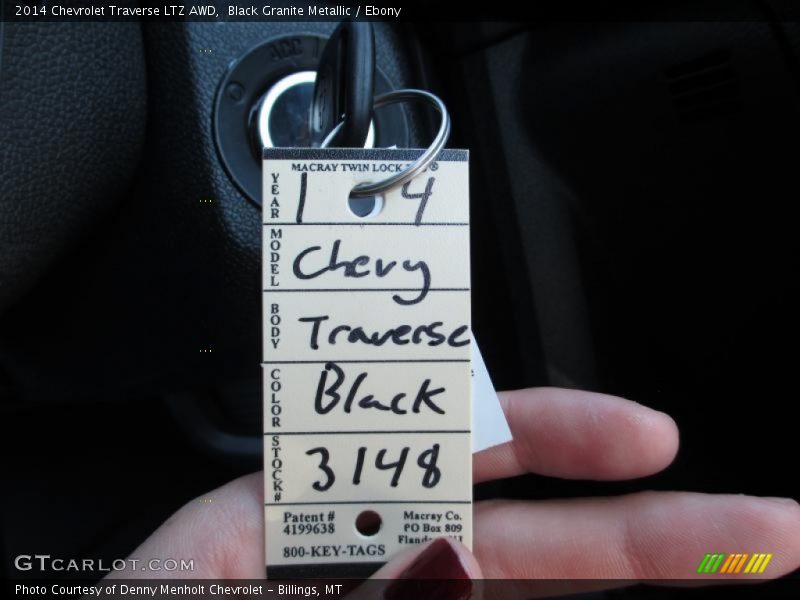 2014 Chevrolet Traverse LTZ AWD, Black Granite Metallic / Ebony
ACC
MACRAY TWIN LOCK
YEAR 1 4
MODEL Chevy
BODY Traverse
COLOR Black
STOCK# 3148
Patent #
4199638
800-KEY-TAGS
Macray Co.
PO Box 809
GTCARLOT.COM
Photo Courtesy of Denny Menholt Chevrolet - Billings, MT